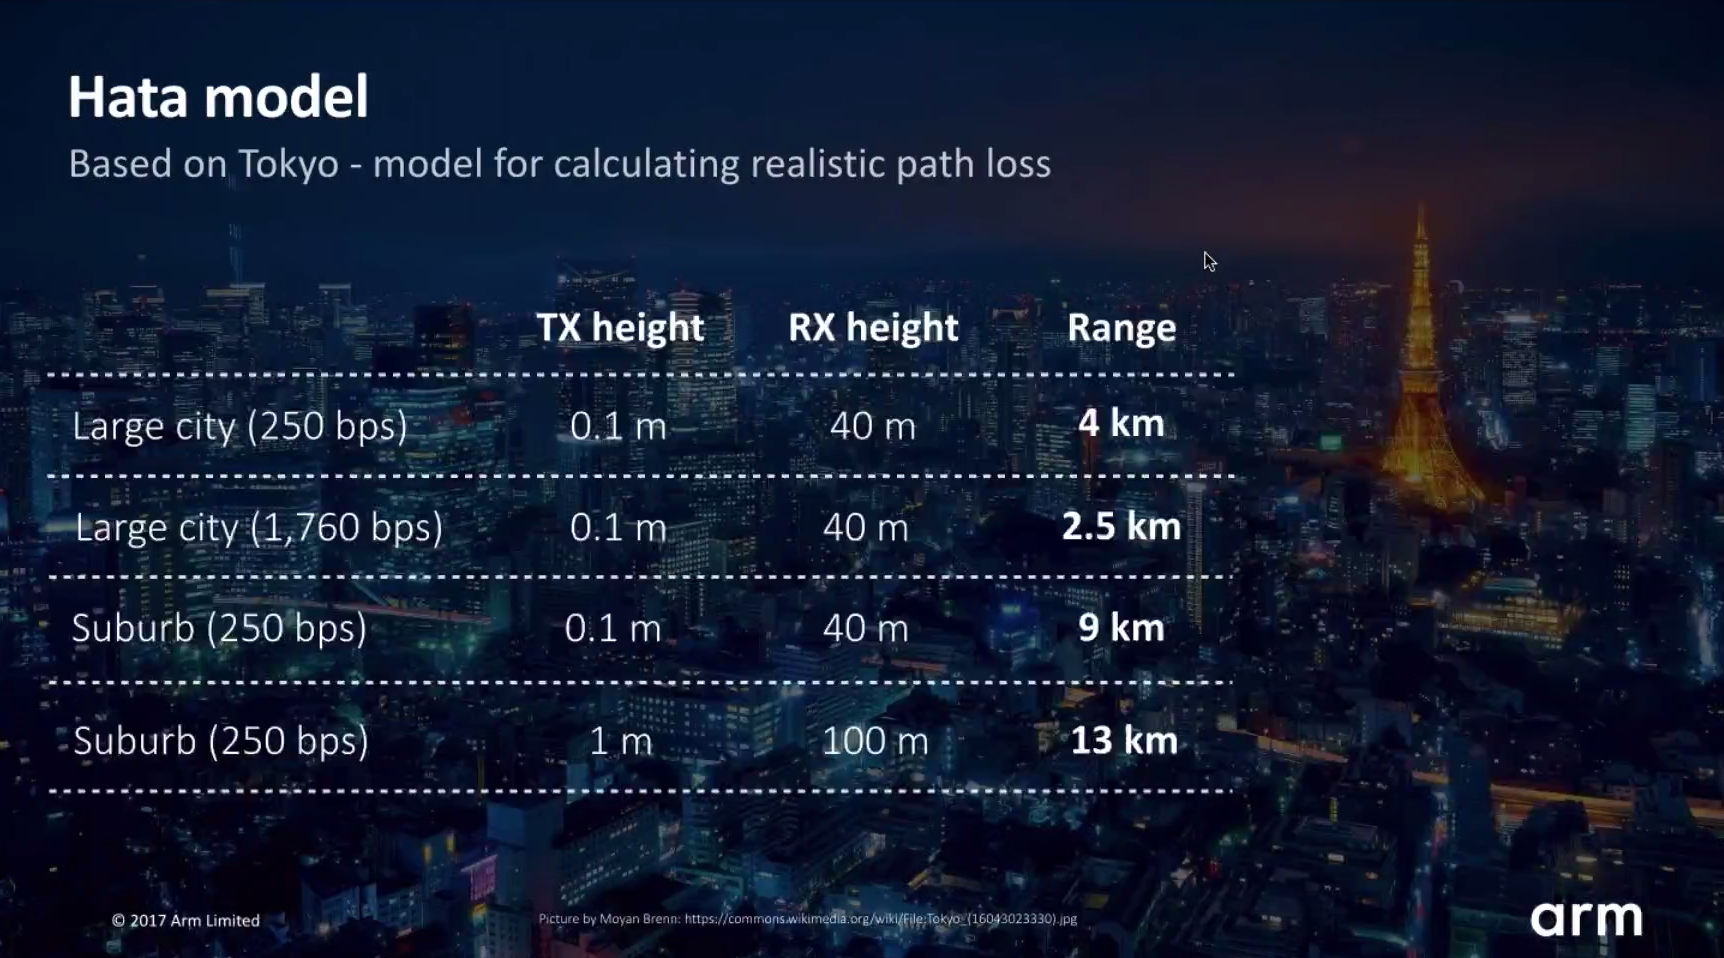 Hata model
Based on Tokyo - model for calculating realistic path loss
TX height RX height Range
Large city (250 bps) 0.1 m 40 m 4 km
Large city (1,760 bps) 0.1 m 40 m 2.5 km
Suburb (250 bps) 0.1 m 40 m 9 km
Suburb (250 bps) 1 m 100 m 13 km
© 2017 Arm Limited
Picture by Moyan Brenn: https://commons.wikimedia.org/wiki/File:Tokyo_(16043023330).jpg
arm